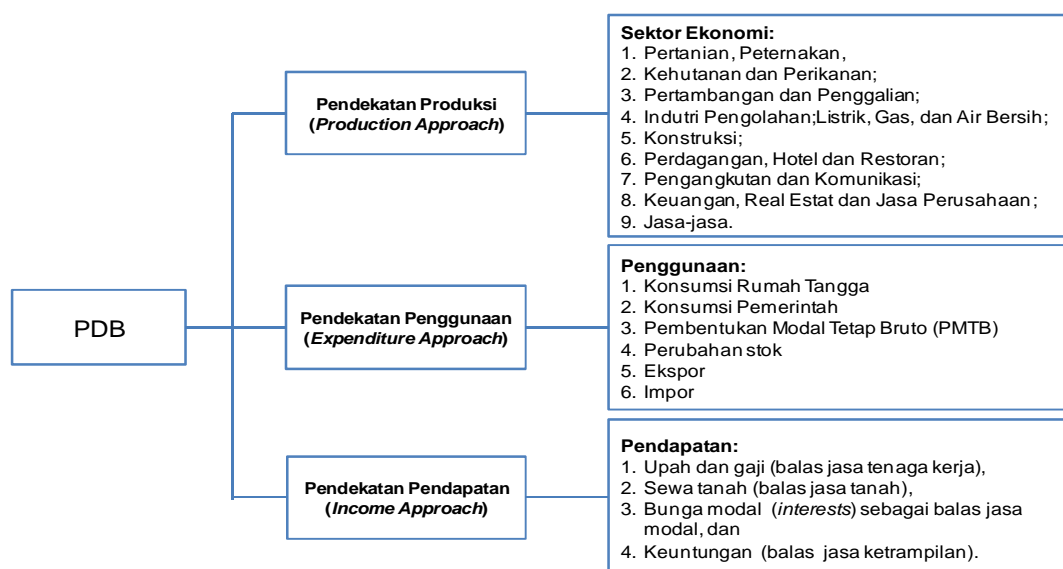 PDB
Pendekatan Produksi
(Production Approach)
Sektor Ekonomi:
1. Pertanian, Peternakan,
2. Kehutanan dan Perikanan;
3. Pertambangan dan Penggalian;
4. Indutri Pengolahan;Listrik, Gas, dan Air Bersih;
5. Konstruksi;
6. Perdagangan, Hotel dan Restoran;
7. Pengangkutan dan Komunikasi;
8. Keuangan, Real Estat dan Jasa Perusahaan;
9. Jasa-jasa.
Pendekatan Penggunaan
(Expenditure Approach)
Penggunaan:
1. Konsumsi Rumah Tangga
2. Konsumsi Pemerintah
3. Pembentukan Modal Tetap Bruto (PMTB)
4. Perubahan stok
5. Ekspor
6. Impor
Pendekatan Pendapatan
(Income Approach)
Pendapatan:
1. Upah dan gaji (balas jasa tenaga kerja),
2. Sewa tanah (balas jasa tanah),
3. Bunga modal (interests) sebagai balas jasa
modal, dan
4. Keuntungan (balas jasa ketrampilan).